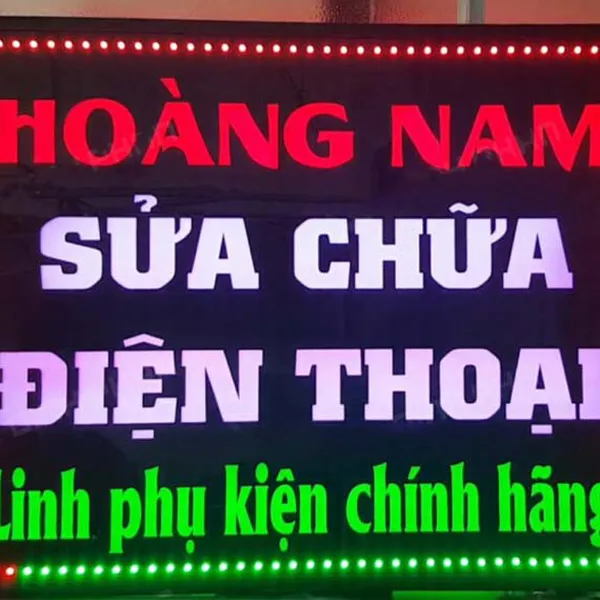 HOÀNG NAM
SỬA CHỮA
ĐIỆN THOẠI
Linh phụ kiện chính hãng